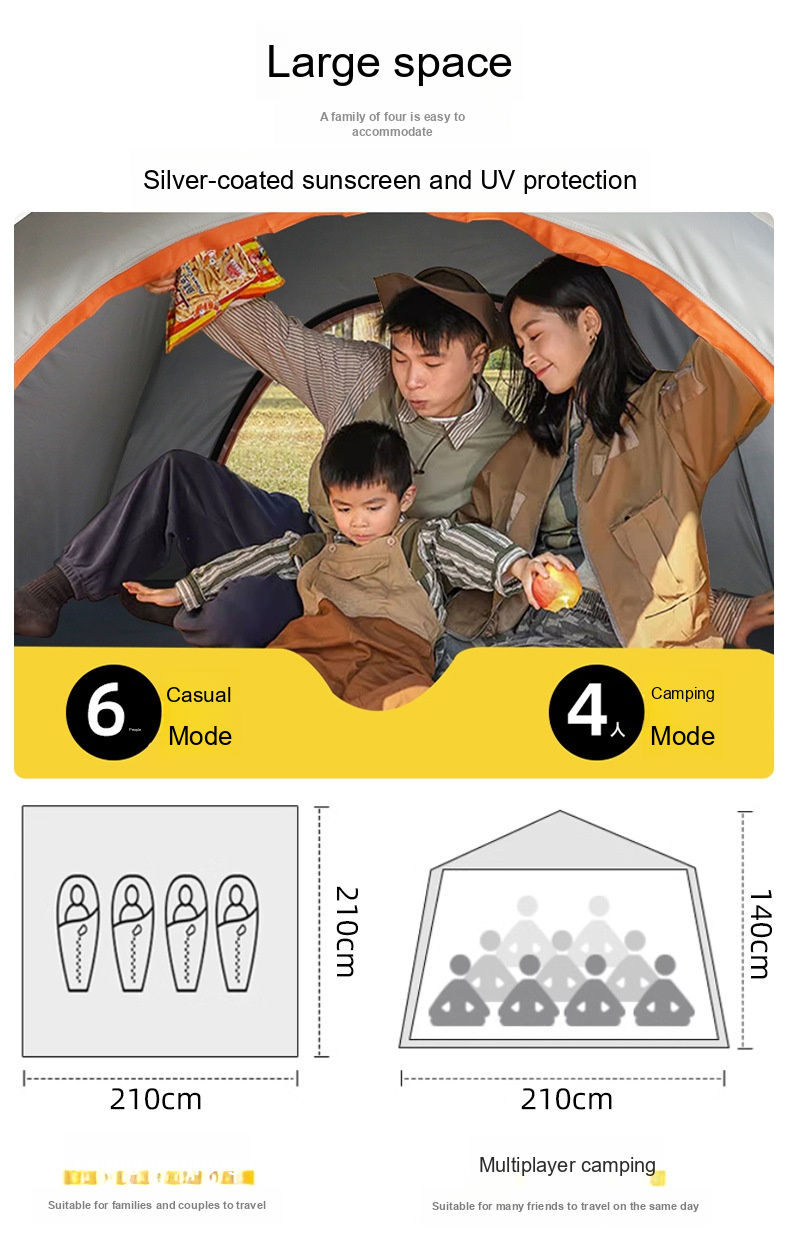 Large space
A family of four is easy to
accommodate
Silver-coated sunscreen and UV protection
6 People
Casual
Mode
4人
Camping
Mode
210cm
140cm
210cm
210cm
Multiplayer camping
Suitable for families and couples to travel
Suitable for many friends to travel on the same day